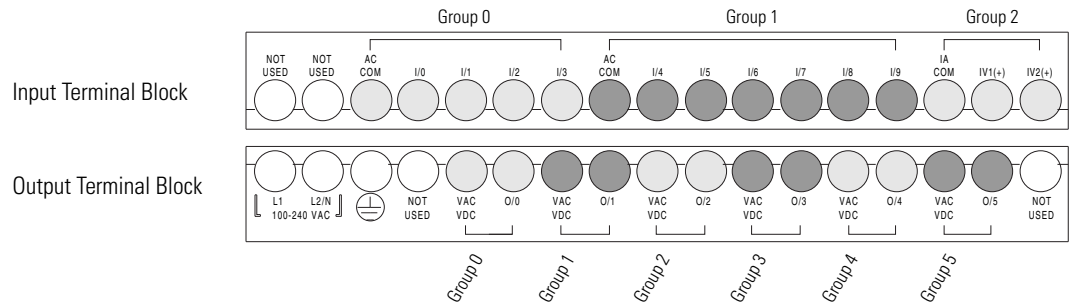 Group 0 Group 1 Group 2
NOT USED NOT USED AC COM I/0 I/1 I/2 I/3 AC COM I/4 I/5 I/6 I/7 I/8 I/9 IA COM IV1(+) IV2(+)
Input Terminal Block
Output Terminal Block
L1 L2/N NOT USED VAC VDC O/0 VAC VDC O/1 VAC VDC O/2 VAC VDC O/3 VAC VDC O/4 VAC VDC O/5 NOT USED
100-240 VAC
Group 0 Group 1 Group 2 Group 3 Group 4 Group 5